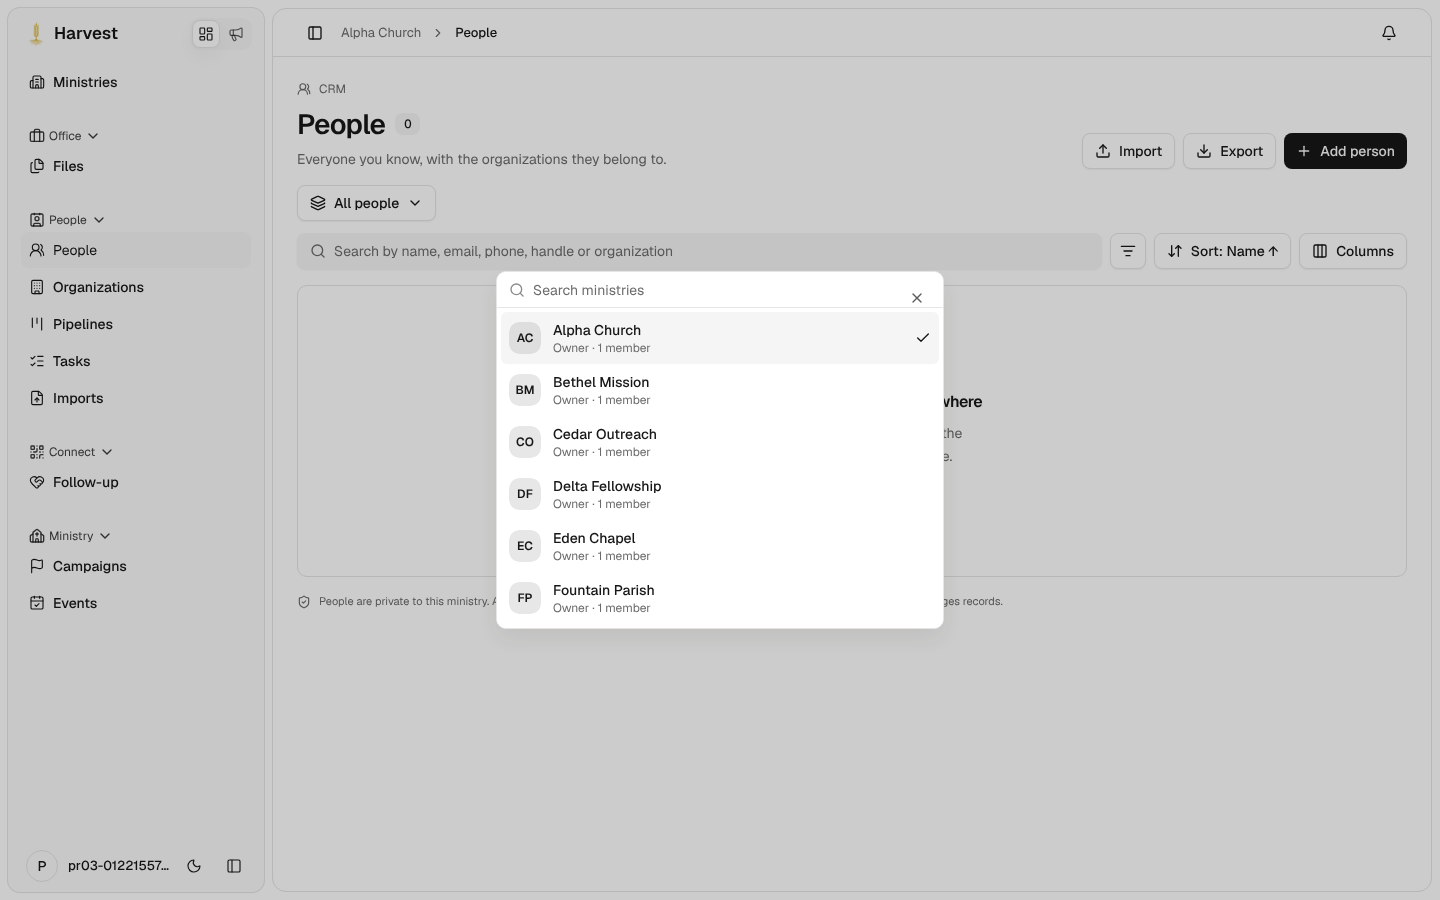 Harvest
Ministries
Office
Files
People
People
Organizations
Pipelines
Tasks
Imports
Connect
Follow-up
Ministry
Campaigns
Events
P pr03-01221557...
Alpha Church > People
CRM
People 0
Everyone you know, with the organizations they belong to.
Import
Export
Add person
All people
Search by name, email, phone, handle or organization
Sort: Name ↑
Columns
Search ministries
AC Alpha Church
Owner · 1 member
BM Bethel Mission
Owner · 1 member
CO Cedar Outreach
Owner · 1 member
DF Delta Fellowship
Owner · 1 member
EC Eden Chapel
Owner · 1 member
FP Fountain Parish
Owner · 1 member
the
e.
People are private to this ministry.
records.